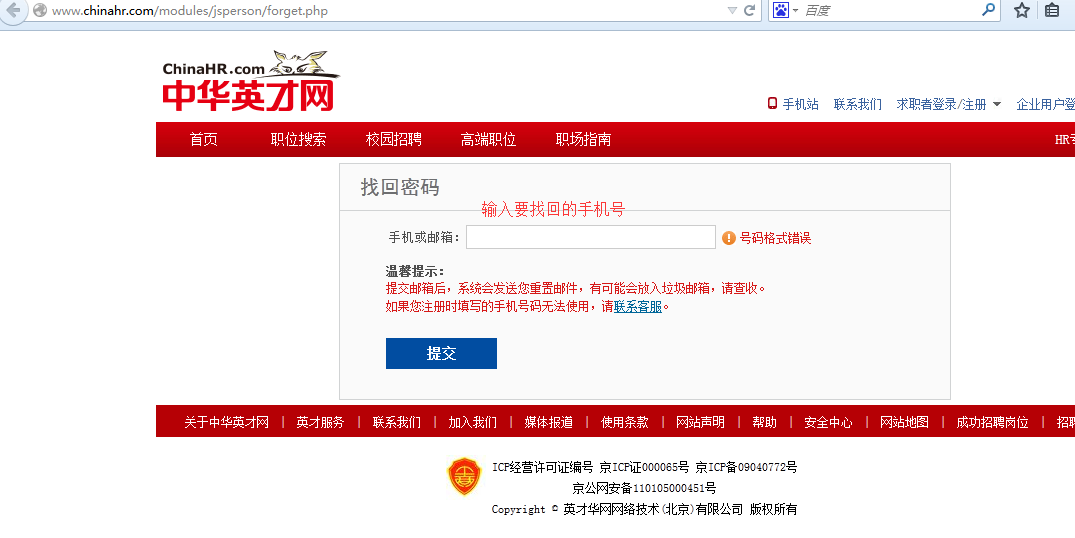 www.chinahr.com/modules/jsperson/forget.php
百度
ChinaHR.com
中华英才网
手机站 联系我们 求职者登录/注册 企业用户登
首页 职位搜索 校园招聘 高端职位 职场指南 HR专
找回密码
输入要找回的手机号
手机或邮箱： 号码格式错误
温馨提示：
提交邮箱后，系统会发送您重置邮件，有可能会放入垃圾邮箱，请查收。
如果您注册时填写的手机号码无法使用，请联系客服。
提交
关于中华英才网 | 英才服务 | 联系我们 | 加入我们 | 媒体报道 | 使用条款 | 网站声明 | 帮助 | 安全中心 | 网站地图 | 成功招聘岗位 | 招聘
ICP经营许可证编号 京ICP证000065号 京ICP备09040772号
京公网安备110105000451号
Copyright © 英才华网网络技术(北京)有限公司 版权所有